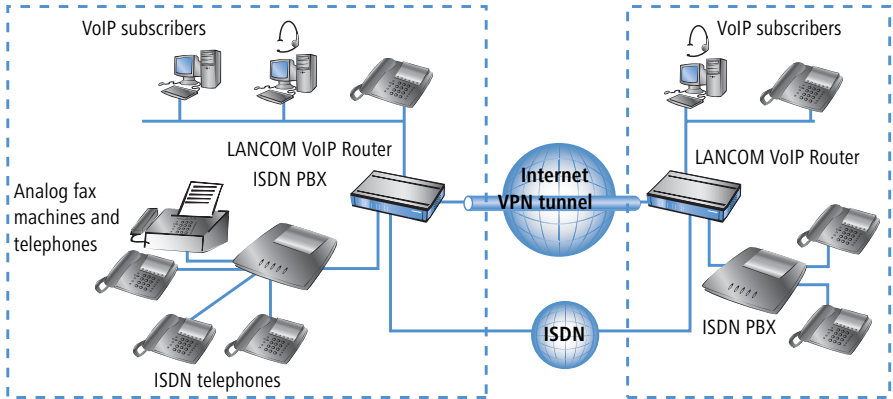 VoIP subscribers
VoIP subscribers
LANCOM VoIP Router
ISDN PBX
LANCOM VoIP Router
Analog fax
machines and
telephones
Internet
VPN tunnel
ISDN
ISDN PBX
ISDN telephones